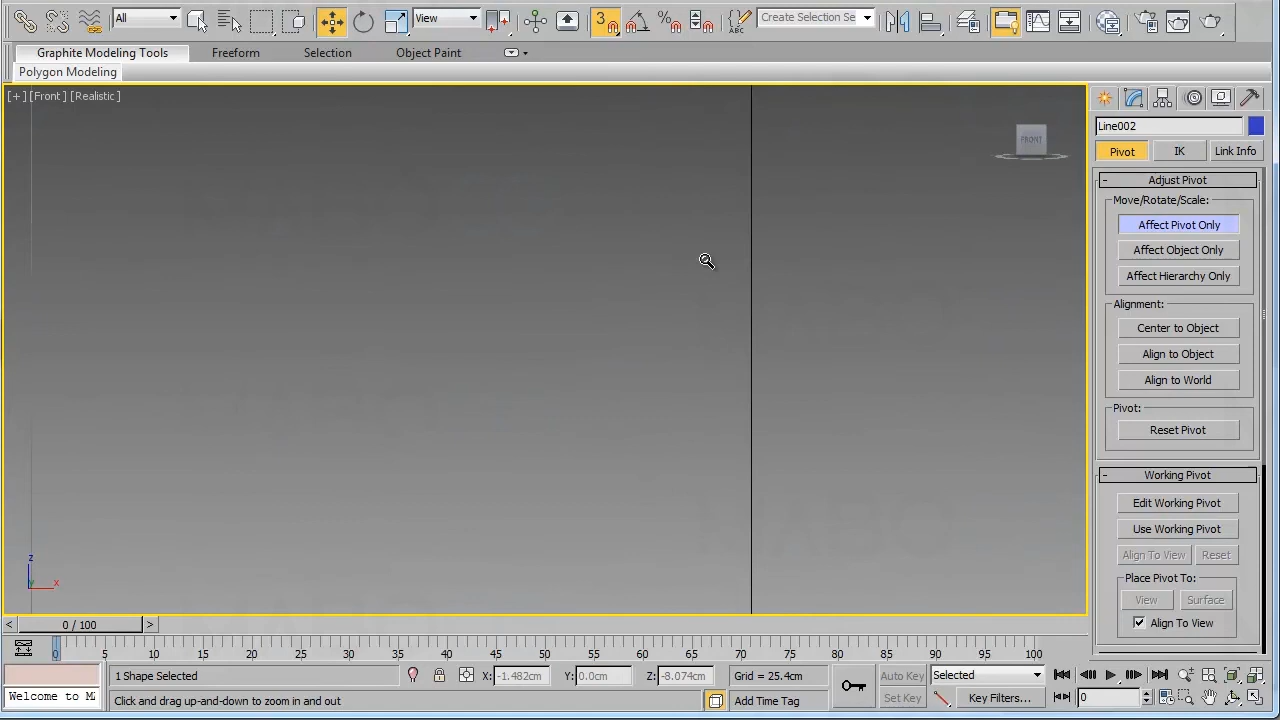 All
View
3
Create Selection Se
ABC
Graphite Modeling Tools
Freeform
Selection
Object Paint
Polygon Modeling
[+] [Front] [Realistic]
FRONT
Line002
Pivot
IK
Link Info
- Adjust Pivot
Move/Rotate/Scale:
Affect Pivot Only
Affect Object Only
Affect Hierarchy Only
Alignment:
Center to Object
Align to Object
Align to World
Pivot:
Reset Pivot
- Working Pivot
Edit Working Pivot
Use Working Pivot
Align To View
Reset
Place Pivot To:
View
Surface
Align To View
z
y
x
< 0 / 100 >
0 5 10 15 20 25 30 35 40 45 50 55 60 65 70 75 80 85 90 95 100
1 Shape Selected
X: -1.482cm
Y: 0.0cm
Z: -8.074cm
Grid = 25.4cm
Auto Key
Selected
Welcome to M
Click and drag up-and-down to zoom in and out
Add Time Tag
Set Key
Key Filters...
0